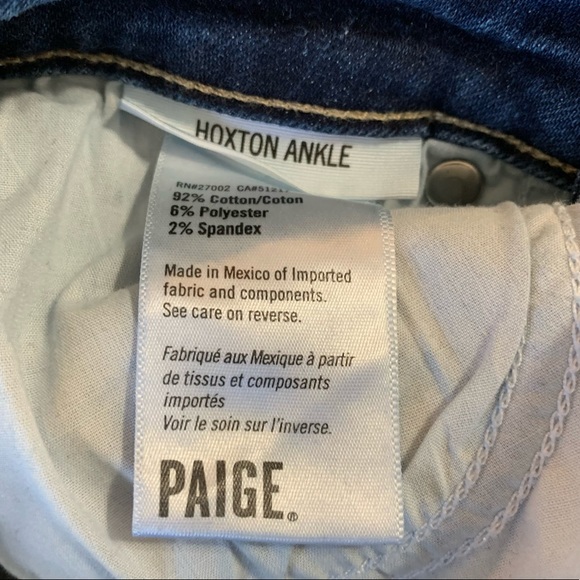 HOXTON ANKLE
RN#27002 CA#5121
92% Cotton/Coton
6% Polyester
2% Spandex
Made in Mexico of Imported
fabric and components.
See care on reverse.
Fabriqué aux Mexique à partir
de tissus et composants
importés
Voir le soin sur l'inverse.
PAIGE®